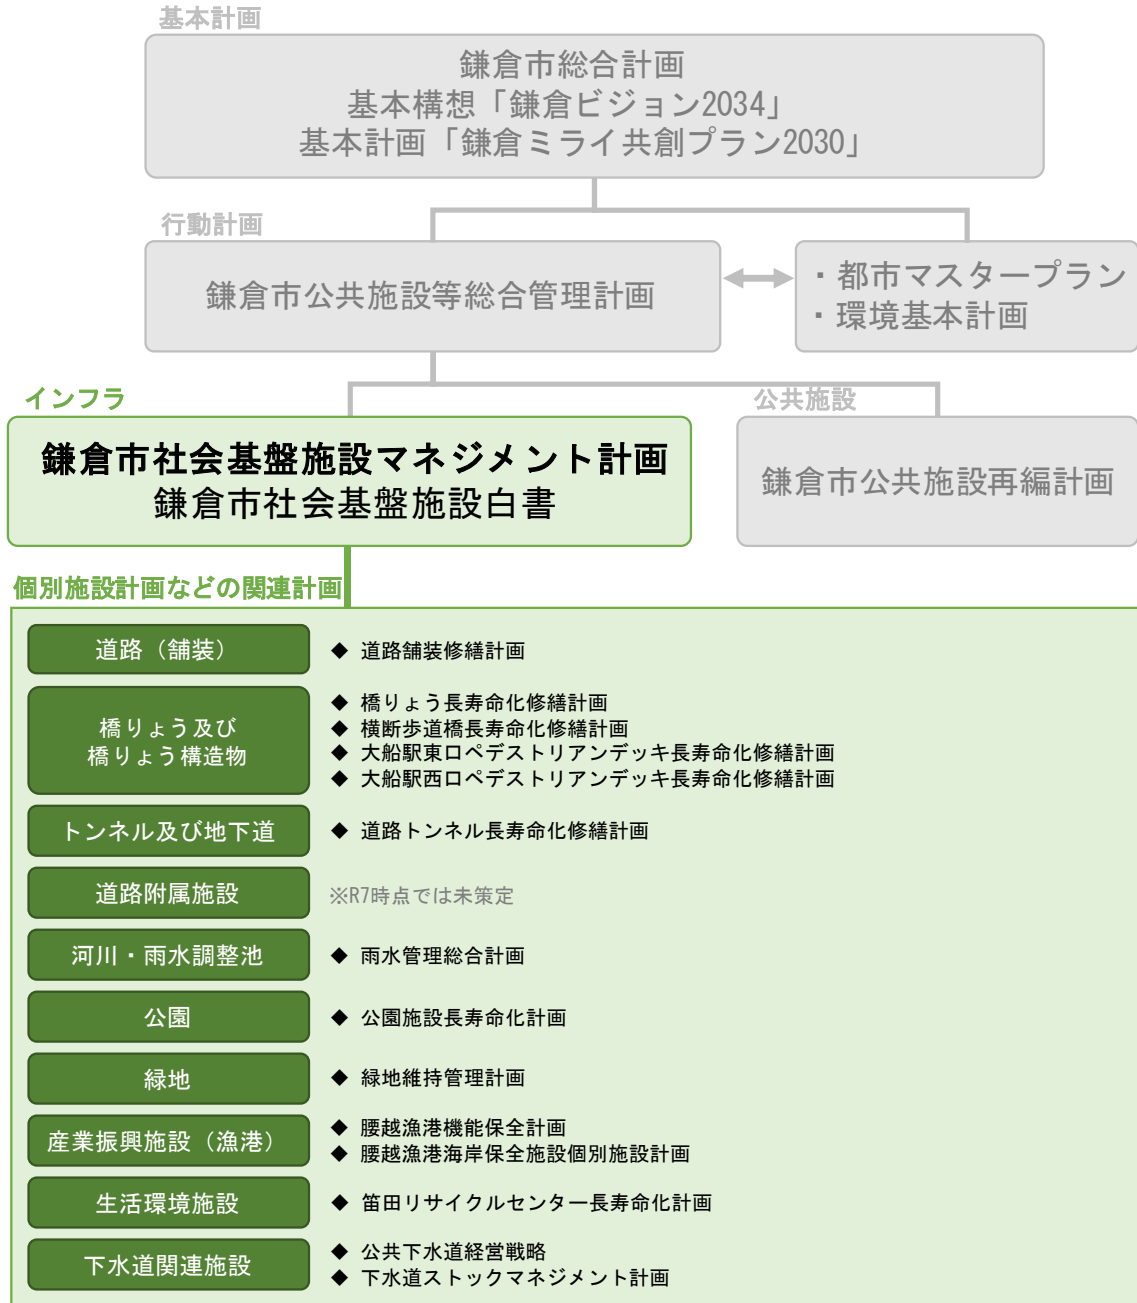 基本計画
鎌倉市総合計画
基本構想「鎌倉ビジョン2034」
基本計画「鎌倉ミライ共創プラン2030」
行動計画
鎌倉市公共施設等総合管理計画
・都市マスタープラン
・環境基本計画
インフラ
鎌倉市社会基盤施設マネジメント計画
鎌倉市社会基盤施設白書
公共施設
鎌倉市公共施設再編計画
個別施設計画などの関連計画
道路（舗装）
◆ 道路舗装修繕計画
橋りょう及び
橋りょう構造物
◆ 橋りょう長寿命化修繕計画
◆ 横断歩道橋長寿命化修繕計画
◆ 大船駅東口ペデストリアンデッキ長寿命化修繕計画
◆ 大船駅西口ペデストリアンデッキ長寿命化修繕計画
トンネル及び地下道
◆ 道路トンネル長寿命化修繕計画
道路附属施設
※R7時点では未策定
河川・雨水調整池
◆ 雨水管理総合計画
公園
◆ 公園施設長寿命化計画
緑地
◆ 緑地維持管理計画
産業振興施設（漁港）
◆ 腰越漁港機能保全計画
◆ 腰越漁港海岸保全施設個別施設計画
生活環境施設
◆ 笛田リサイクルセンター長寿命化計画
下水道関連施設
◆ 公共下水道経営戦略
◆ 下水道ストックマネジメント計画